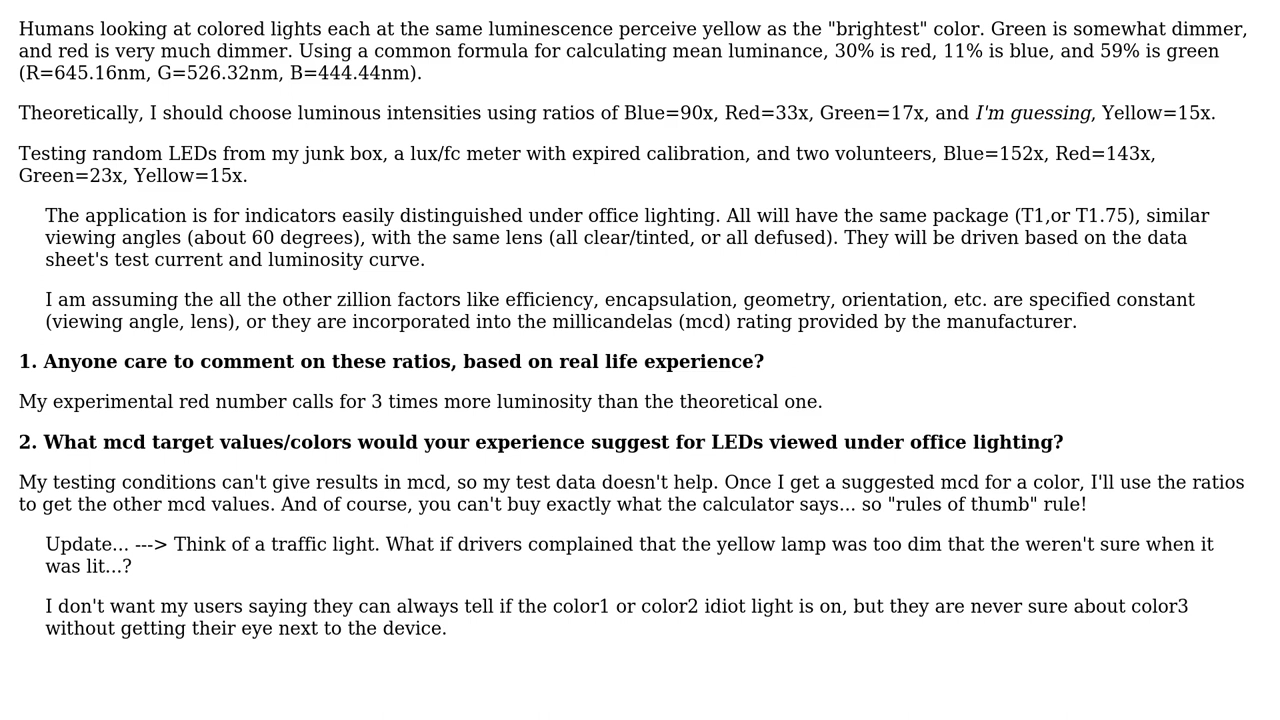 Humans looking at colored lights each at the same luminescence perceive yellow as the "brightest" color. Green is somewhat dimmer,
and red is very much dimmer. Using a common formula for calculating mean luminance, 30% is red, 11% is blue, and 59% is green
(R=645.16nm, G=526.32nm, B=444.44nm).
Theoretically, I should choose luminous intensities using ratios of Blue=90x, Red=33x, Green=17x, and I'm guessing, Yellow=15x.
Testing random LEDs from my junk box, a lux/fc meter with expired calibration, and two volunteers, Blue=152x, Red=143x,
Green=23x, Yellow=15x.
The application is for indicators easily distinguished under office lighting. All will have the same package (T1,or T1.75), similar
viewing angles (about 60 degrees), with the same lens (all clear/tinted, or all defused). They will be driven based on the data
sheet's test current and luminosity curve.
I am assuming the all the other zillion factors like efficiency, encapsulation, geometry, orientation, etc. are specified constant
(viewing angle, lens), or they are incorporated into the millicandelas (mcd) rating provided by the manufacturer.
1. Anyone care to comment on these ratios, based on real life experience?
My experimental red number calls for 3 times more luminosity than the theoretical one.
2. What mcd target values/colors would your experience suggest for LEDs viewed under office lighting?
My testing conditions can't give results in mcd, so my test data doesn't help. Once I get a suggested mcd for a color, I'll use the ratios
to get the other mcd values. And of course, you can't buy exactly what the calculator says... so "rules of thumb" rule!
Update... ---> Think of a traffic light. What if drivers complained that the yellow lamp was too dim that the weren't sure when it
was lit...?
I don't want my users saying they can always tell if the color1 or color2 idiot light is on, but they are never sure about color3
without getting their eye next to the device.